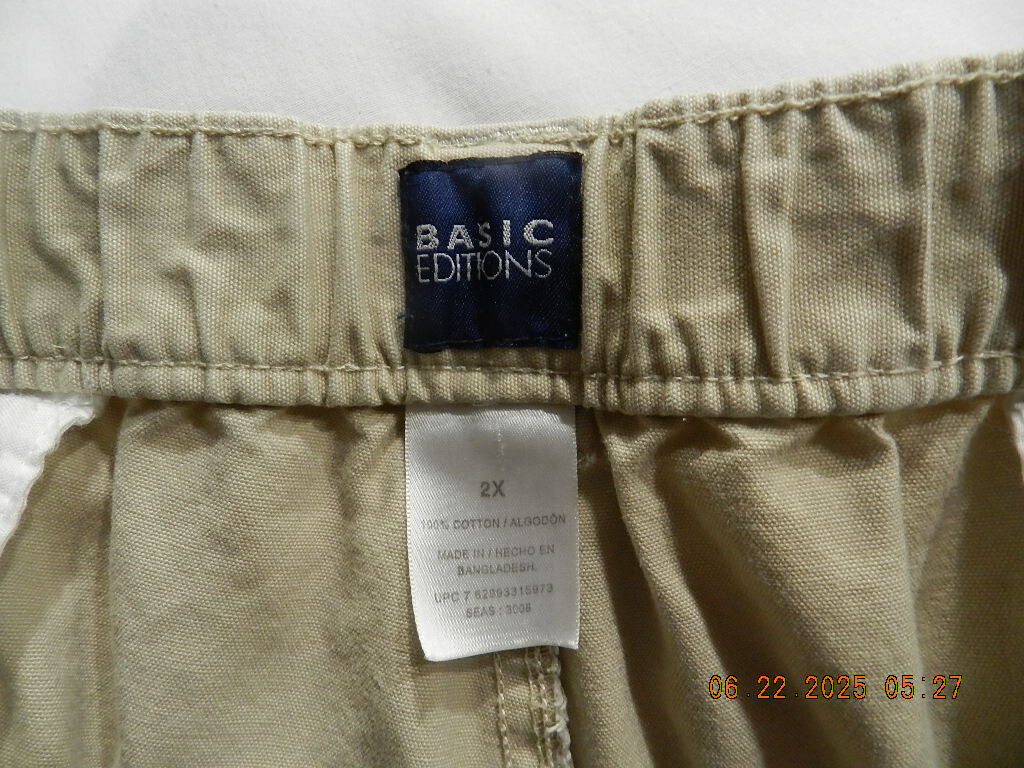 BASIC
EDITIONS
2X
100% COTTON / ALGODÓN
MADE IN / HECHO EN
BANGLADESH.
UPC 7 62993315973
SEAS : 3008
06.22.2025 05:27